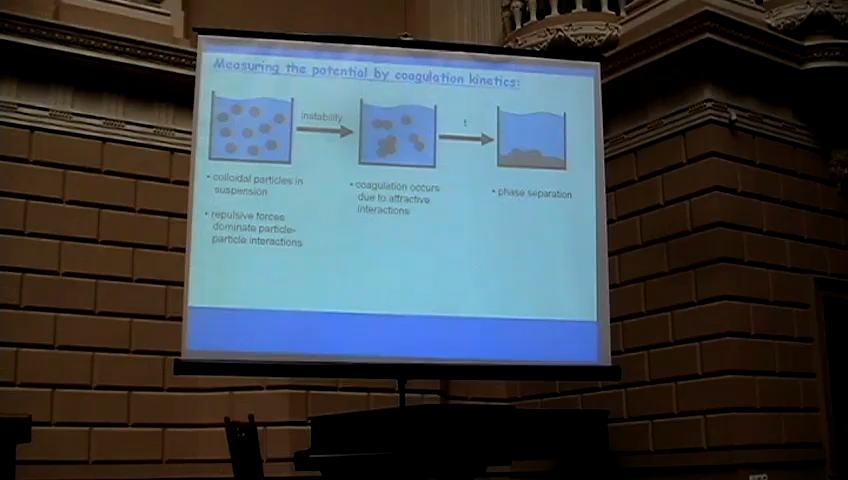 Measuring the potential by coagulation kinetics:
instability
t
• colloidal particles in
suspension
• repulsive forces
dominate particle-
particle interactions
• coagulation occurs
due to attractive
interactions
• phase separation